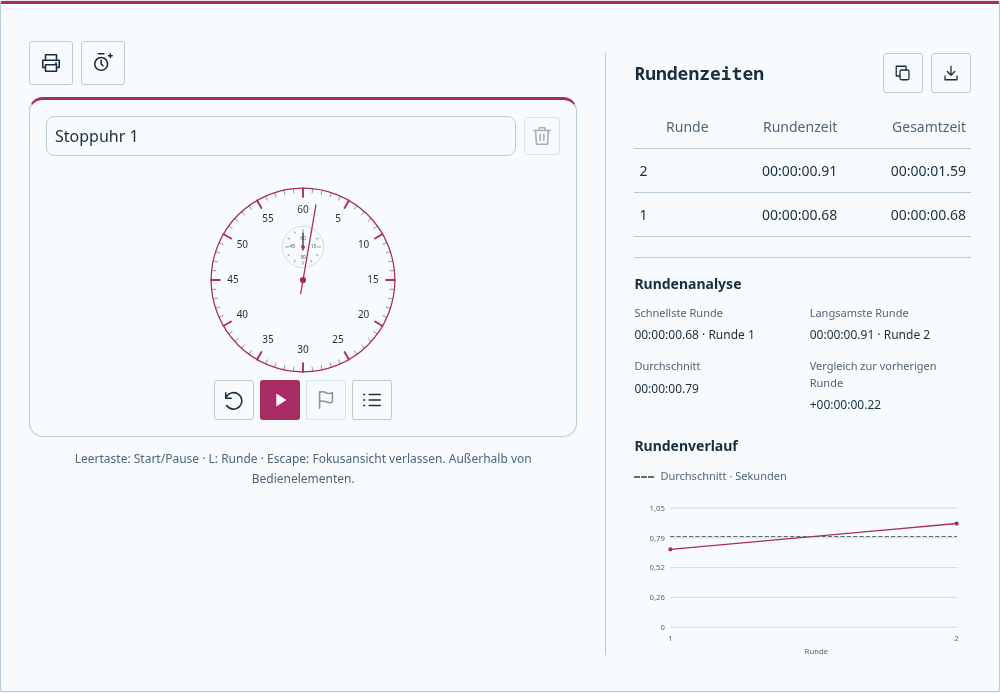 Stoppuhr 1
60
5
10
15
20
25
30
35
40
45
50
55
60
15
30
45
Leertaste: Start/Pause · L: Runde · Escape: Fokusansicht verlassen. Außerhalb von
Bedienelementen.
Rundenzeiten
Runde Rundenzeit Gesamtzeit
2 00:00:00.91 00:00:01.59
1 00:00:00.68 00:00:00.68
Rundenanalyse
Schnellste Runde
00:00:00.68 · Runde 1
Langsamste Runde
00:00:00.91 · Runde 2
Durchschnitt
00:00:00.79
Vergleich zur vorherigen
Runde
+00:00:00.22
Rundenverlauf
Durchschnitt · Sekunden
1,05
0,79
0,52
0,26
0
1 2
Runde